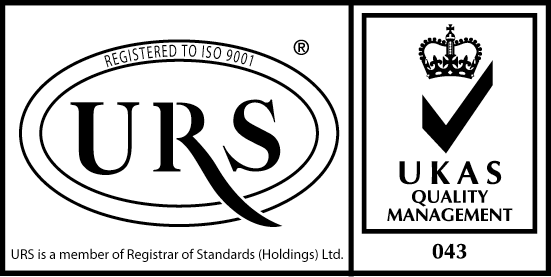 REGISTERED TO ISO 9001
®
URS
URS is a member of Registrar of Standards (Holdings) Ltd.
UKAS
QUALITY
MANAGEMENT
043